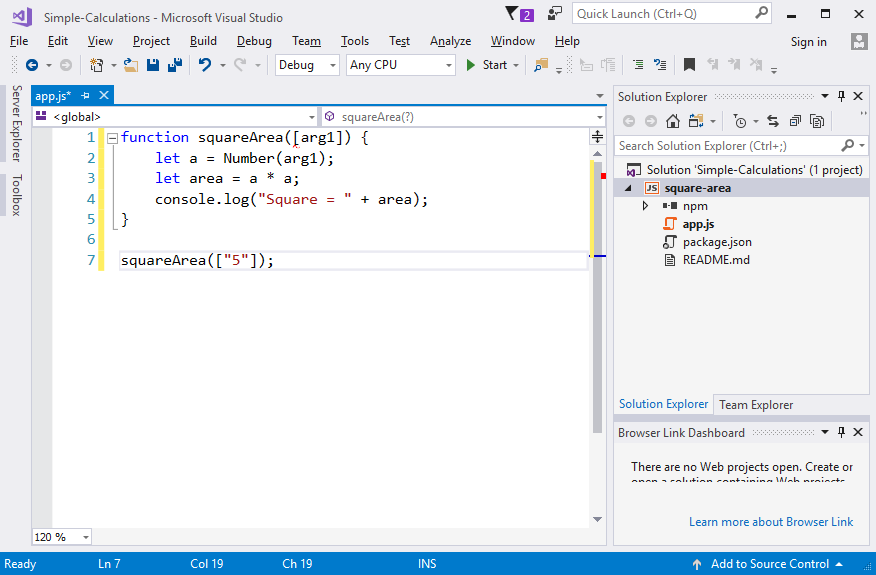 Simple-Calculations - Microsoft Visual Studio
2
Quick Launch (Ctrl+Q)
File Edit View Project Build Debug Team Tools Test Analyze Window Help
Sign in
Debug Any CPU Start
Server Explorer
Toolbox
app.js*
<global> squareArea(?)
1 function squareArea([arg1]) {
2 let a = Number(arg1);
3 let area = a * a;
4 console.log("Square = " + area);
5 }
6
7 squareArea(["5"]);
120 %
Solution Explorer
Search Solution Explorer (Ctrl+;)
Solution 'Simple-Calculations' (1 project)
JS square-area
npm
app.js
package.json
README.md
Solution Explorer Team Explorer
Browser Link Dashboard
There are no Web projects open. Create or
open a solution containing Web projects
Learn more about Browser Link
Ready Ln 7 Col 19 Ch 19 INS Add to Source Control